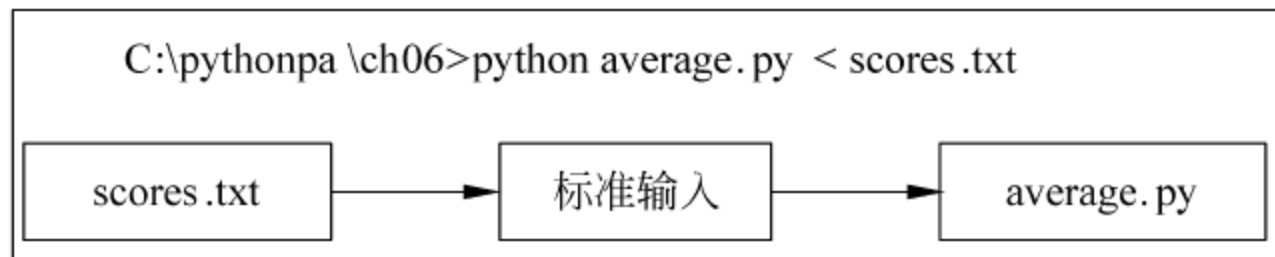 C:\pythonpa \ch06>python average.py < scores.txt
scores.txt 标准输入 average.py